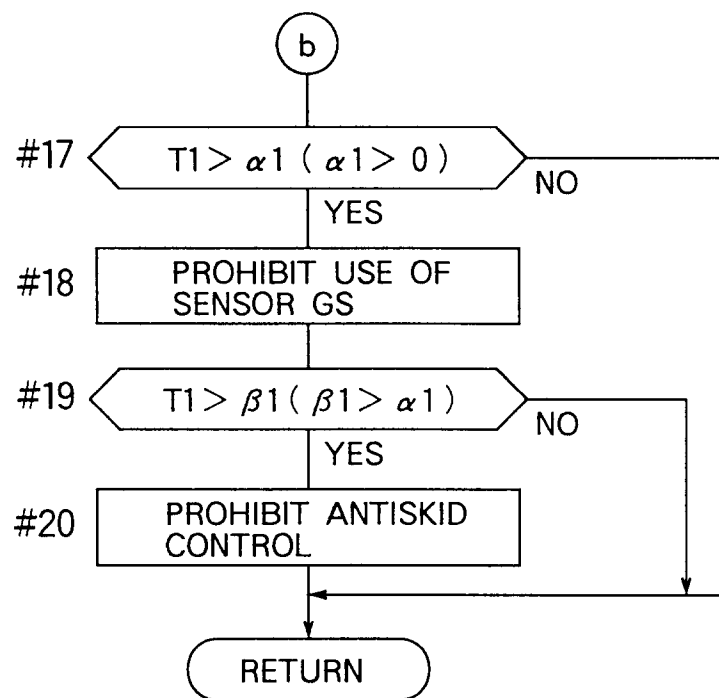 b
#17
T1 > α1 ( α1 > 0 )
NO
YES
#18
PROHIBIT USE OF
SENSOR GS
#19
T1 > β1 ( β1 > α1 )
NO
YES
#20
PROHIBIT ANTISKID
CONTROL
RETURN